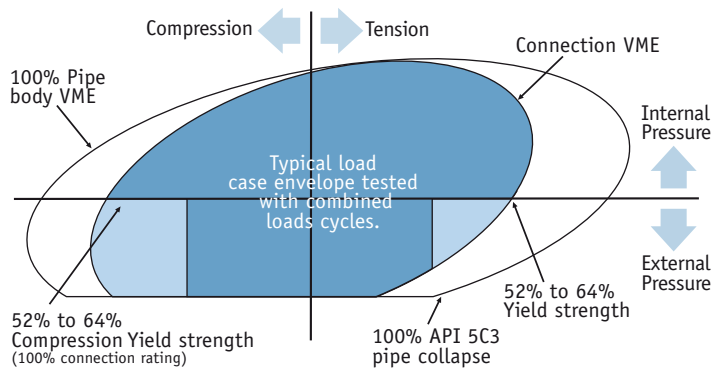 Compression
Tension
Connection VME
100% Pipe
body VME
Internal
Pressure
Typical load
case envelope tested
with combined
loads cycles.
External
Pressure
52% to 64%
Compression Yield strength
(100% connection rating)
52% to 64%
Yield strength
100% API 5C3
pipe collapse